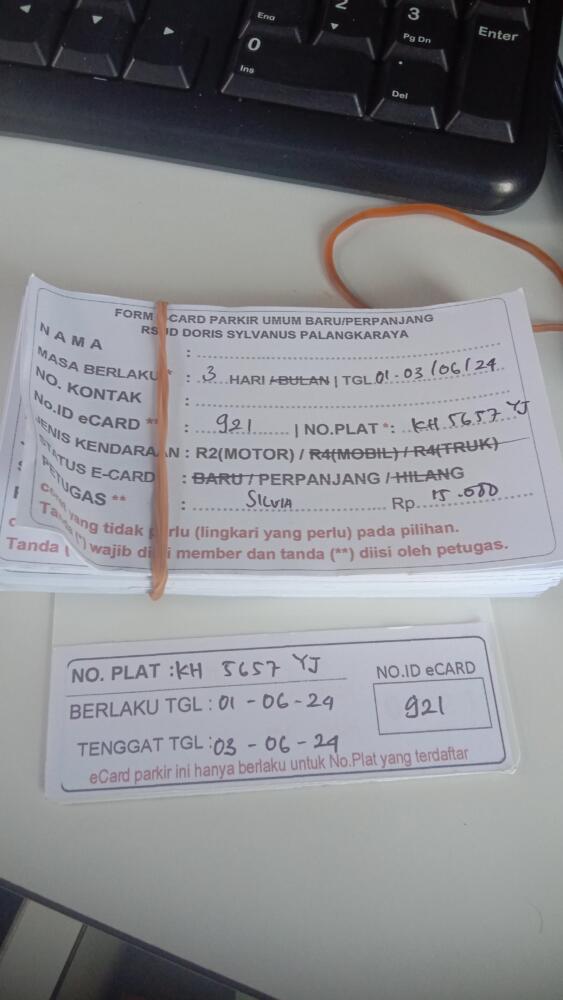 2
3
End
Pg Dn
Enter
0
Ins
.
Del
FORM E-CARD PARKIR UMUM BARU/PERPANJANG
RSUD DORIS SYLVANUS PALANGKARAYA
NAMA :
MASA BERLAKU * : 3 HARI / BULAN | TGL 01-03/06/24
NO. KONTAK :
No.ID eCARD ** : 921 | NO.PLAT *: KH 5657 YJ
JENIS KENDARAAN : R2(MOTOR) / R4(MOBIL) / R4(TRUK)
STATUS E-CARD : BARU / PERPANJANG / HILANG
PETUGAS ** : SILVIA Rp 15.000
yang tidak perlu (lingkari yang perlu) pada pilihan.
Tanda (*) wajib diisi member dan tanda (**) diisi oleh petugas.
NO. PLAT : KH 5657 YJ
NO.ID eCARD
BERLAKU TGL : 01 - 06 - 24
921
TENGGAT TGL : 03 - 06 - 24
eCard parkir ini hanya berlaku untuk No.Plat yang terdaftar